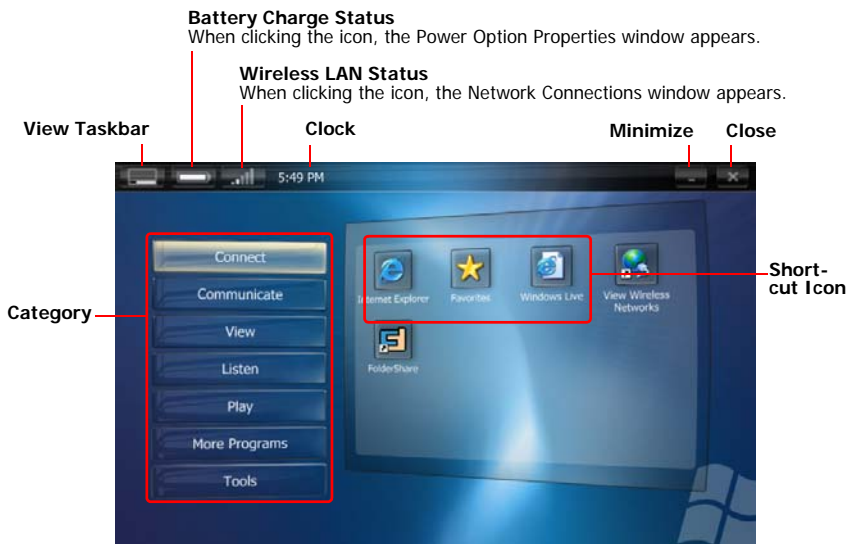 Battery Charge Status
When clicking the icon, the Power Option Properties window appears.
Wireless LAN Status
When clicking the icon, the Network Connections window appears.
View Taskbar
Clock
Minimize
Close
5:49 PM
Connect
Communicate
View
Listen
Play
More Programs
Tools
Category
Internet Explorer
Favorites
Windows Live
View Wireless
Networks
FolderShare
Short-
cut Icon